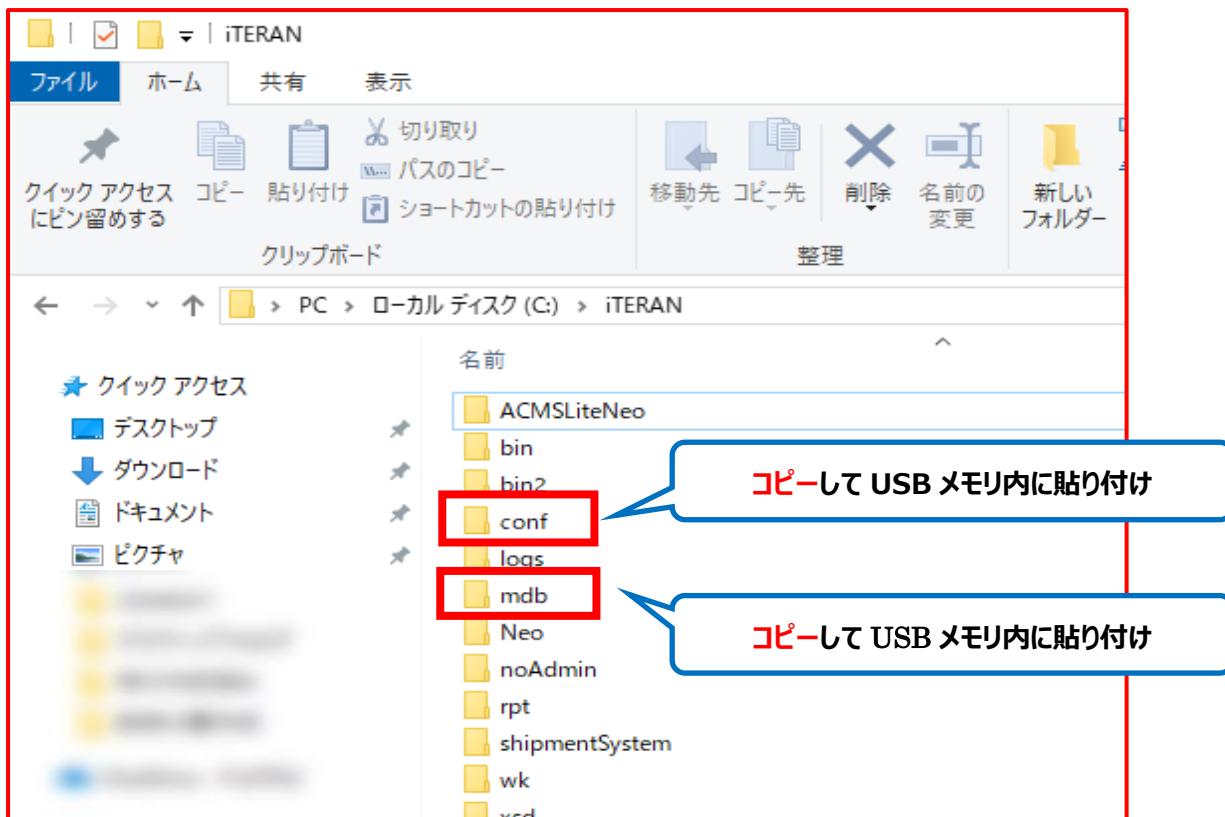 iTERAN
ファイル ホーム 共有 表示
クイック アクセス
にピン留めする
コピー
貼り付け
切り取り
パスのコピー
ショートカットの貼り付け
クリップボード
移動先
コピー先
削除
名前の
変更
整理
新しい
フォルダー
PC > ローカル ディスク (C:) > iTERAN
名前
クイック アクセス
デスクトップ
ダウンロード
ドキュメント
ピクチャ
ACMSLiteNeo
bin
bin2
conf
logs
mdb
Neo
noAdmin
rpt
shipmentSystem
wk
xsd
コピーして USB メモリ内に貼り付け
コピーして USB メモリ内に貼り付け